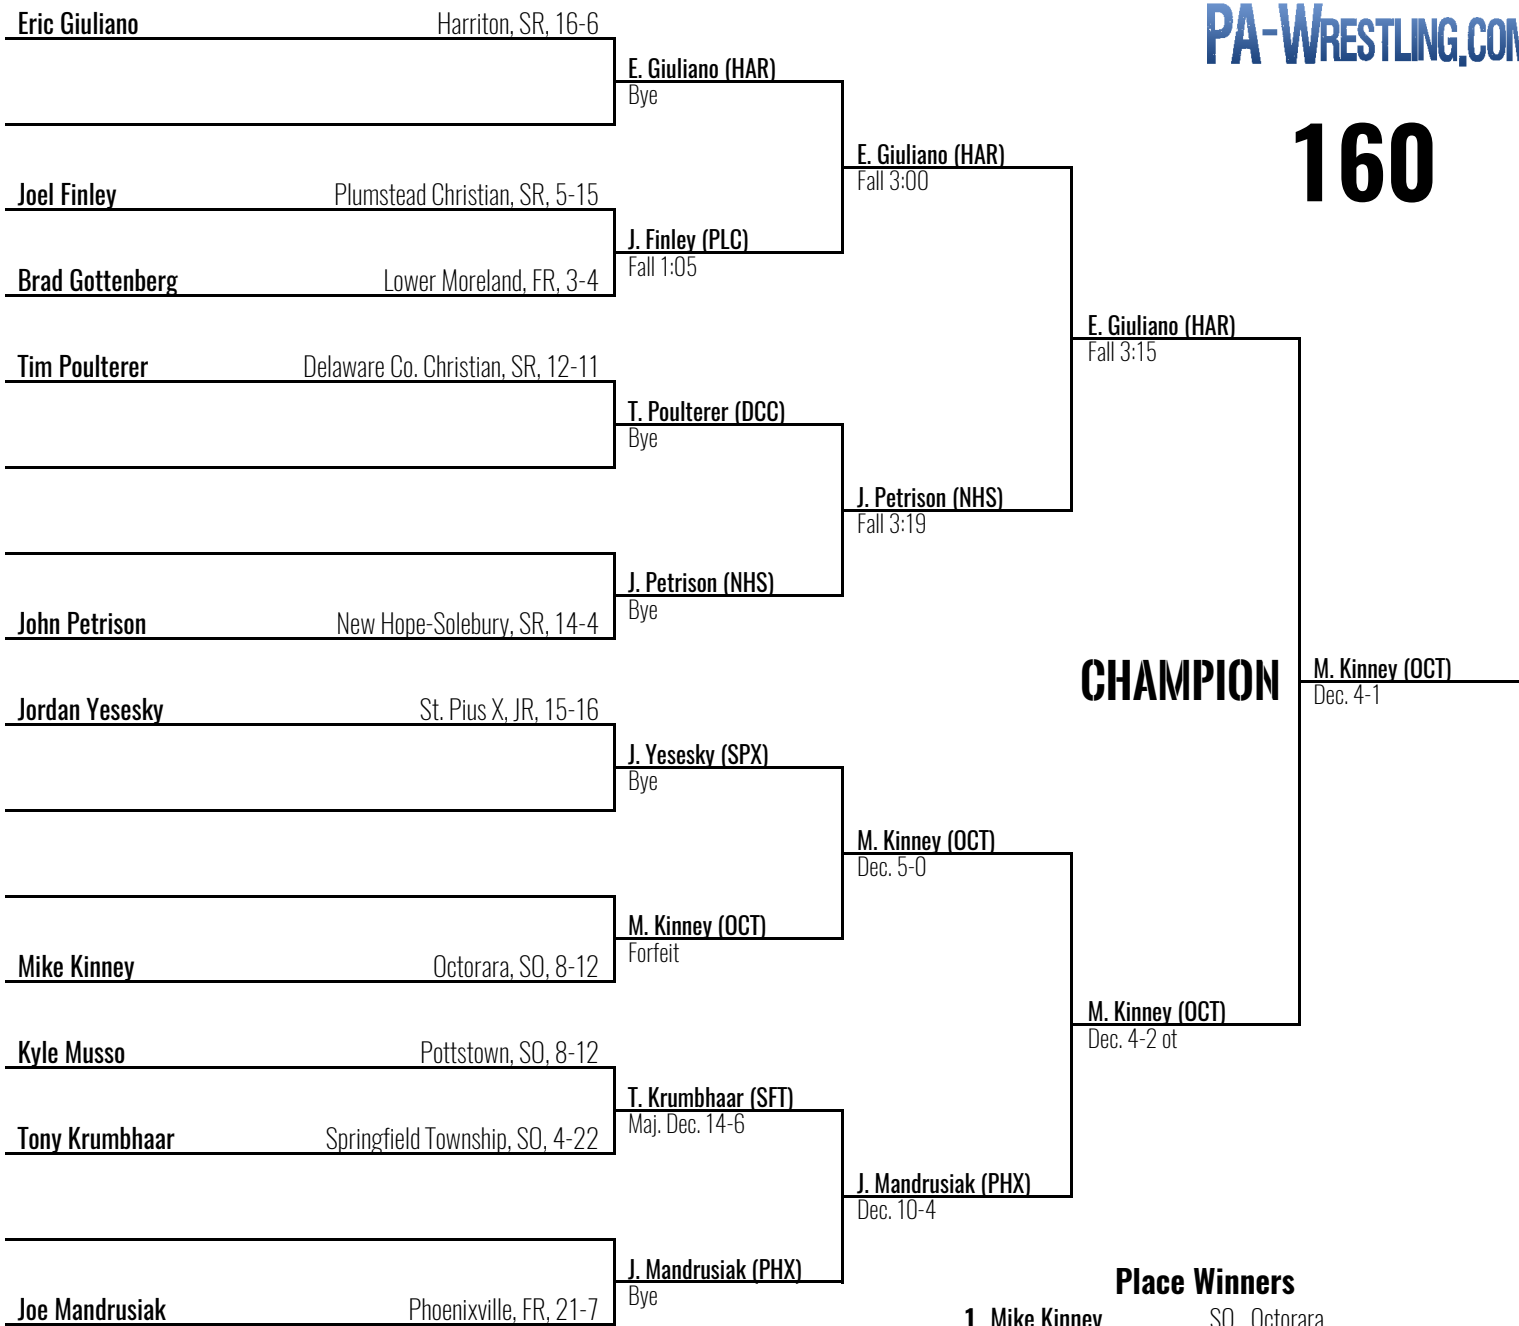 Eric Giuliano Harriton, SR, 16-6
PA-WRESTLING.COM
E. Giuliano (HAR)
Bye
160
E. Giuliano (HAR)
Fall 3:00
Joel Finley Plumstead Christian, SR, 5-15
J. Finley (PLC)
Fall 1:05
Brad Gottenberg Lower Moreland, FR, 3-4
E. Giuliano (HAR)
Fall 3:15
Tim Poulterer Delaware Co. Christian, SR, 12-11
T. Poulterer (DCC)
Bye
J. Petrison (NHS)
Fall 3:19
J. Petrison (NHS)
Bye
John Petrison New Hope-Solebury, SR, 14-4
CHAMPION
M. Kinney (OCT)
Dec. 4-1
Jordan Yesesky St. Pius X, JR, 15-16
J. Yesesky (SPX)
Bye
M. Kinney (OCT)
Dec. 5-0
M. Kinney (OCT)
Forfeit
Mike Kinney Octorara, SO, 8-12
M. Kinney (OCT)
Dec. 4-2 ot
Kyle Musso Pottstown, SO, 8-12
T. Krumbhaar (SFT)
Maj. Dec. 14-6
Tony Krumbhaar Springfield Township, SO, 4-22
J. Mandrusiak (PHX)
Dec. 10-4
J. Mandrusiak (PHX)
Bye
Joe Mandrusiak Phoenixville, FR, 21-7
Place Winners
1 Mike Kinney SO Octorara